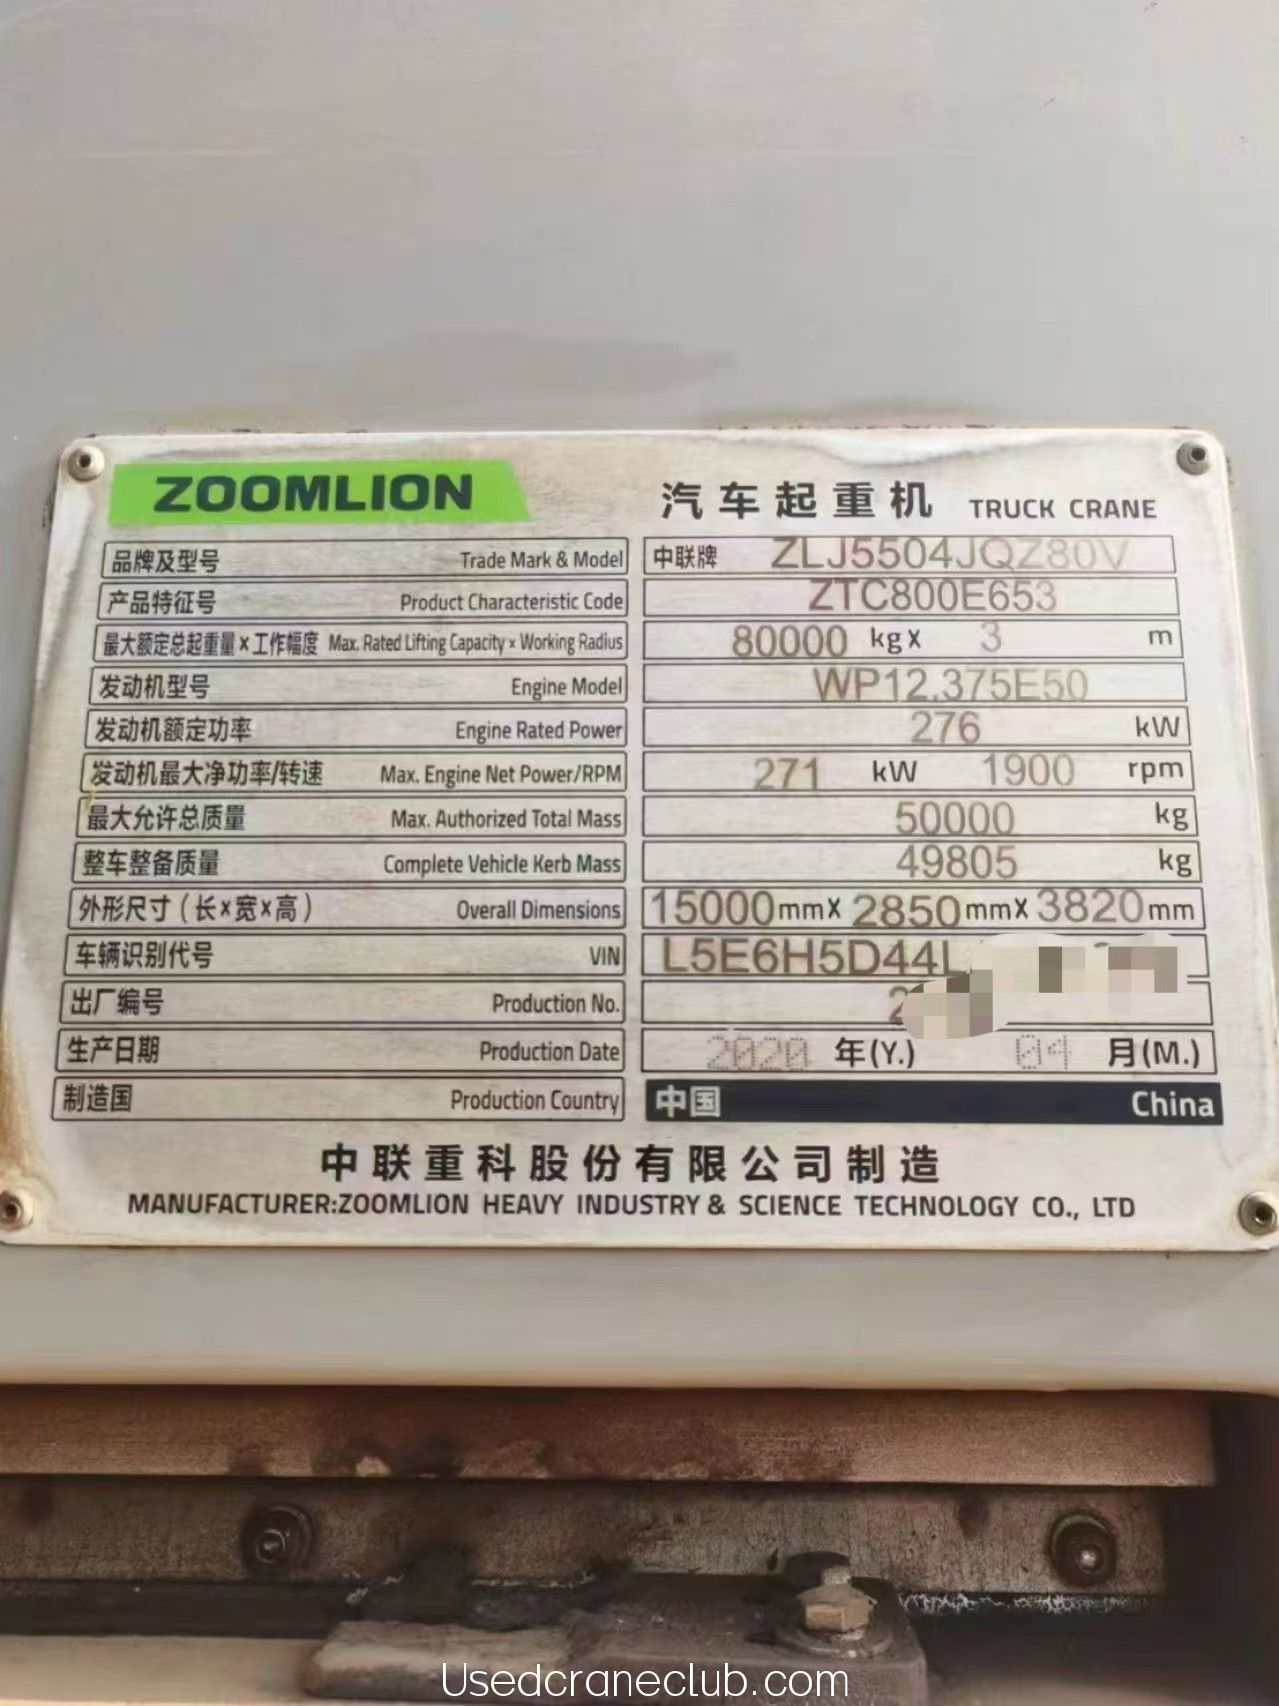 ZOOMLION 汽车起重机 TRUCK CRANE
品牌及型号 Trade Mark & Model 中联牌 ZLJ5504JQZ80V
产品特征号 Product Characteristic Code ZTC800E653
最大额定总起重量×工作幅度 Max. Rated Lifting Capacity × Working Radius 80000 kg× 3 m
发动机型号 Engine Model WP12.375E50
发动机额定功率 Engine Rated Power 276 kW
发动机最大净功率/转速 Max. Engine Net Power/RPM 271 kW 1900 rpm
最大允许总质量 Max. Authorized Total Mass 50000 kg
整车整备质量 Complete Vehicle Kerb Mass 49805 kg
外形尺寸(长×宽×高) Overall Dimensions 15000mm× 2850mm× 3820mm
车辆识别代号 VIN L5E6H5D44L
出厂编号 Production No. 2
生产日期 Production Date 2020 年(Y.) 04 月(M.)
制造国 Production Country 中国 China
中联重科股份有限公司制造
MANUFACTURER:ZOOMLION HEAVY INDUSTRY & SCIENCE TECHNOLOGY CO., LTD
Usedcraneclub.com